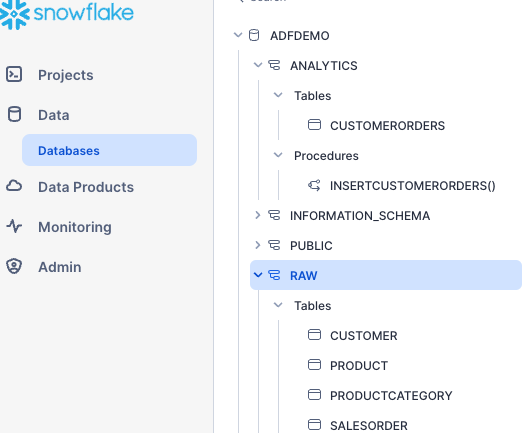 snowflake
Projects
Data
Databases
Data Products
Monitoring
Admin
ADFDEMO
ANALYTICS
Tables
CUSTOMERORDERS
Procedures
INSERTCUSTOMERORDERS()
INFORMATION_SCHEMA
PUBLIC
RAW
Tables
CUSTOMER
PRODUCT
PRODUCTCATEGORY
SALESORDER